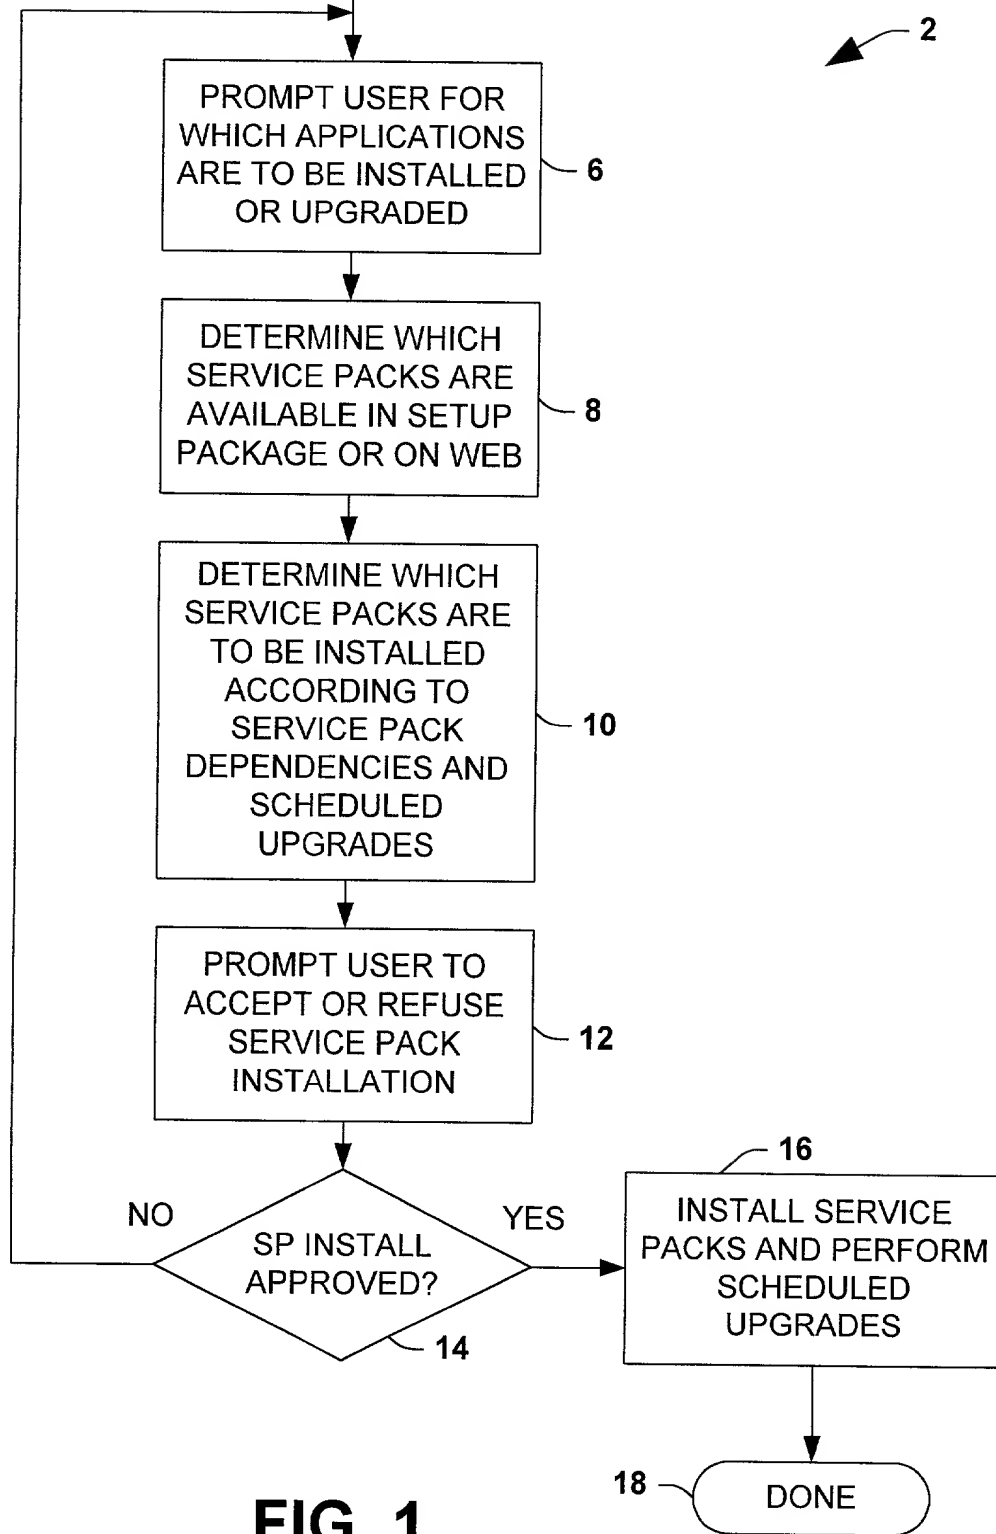 2
PROMPT USER FOR
WHICH APPLICATIONS
ARE TO BE INSTALLED
OR UPGRADED
6
DETERMINE WHICH
SERVICE PACKS ARE
AVAILABLE IN SETUP
PACKAGE OR ON WEB
8
DETERMINE WHICH
SERVICE PACKS ARE
TO BE INSTALLED
ACCORDING TO
SERVICE PACK
DEPENDENCIES AND
SCHEDULED
UPGRADES
10
PROMPT USER TO
ACCEPT OR REFUSE
SERVICE PACK
INSTALLATION
12
NO
SP INSTALL
APPROVED?
14
YES
16
INSTALL SERVICE
PACKS AND PERFORM
SCHEDULED
UPGRADES
18
DONE
FIG. 1